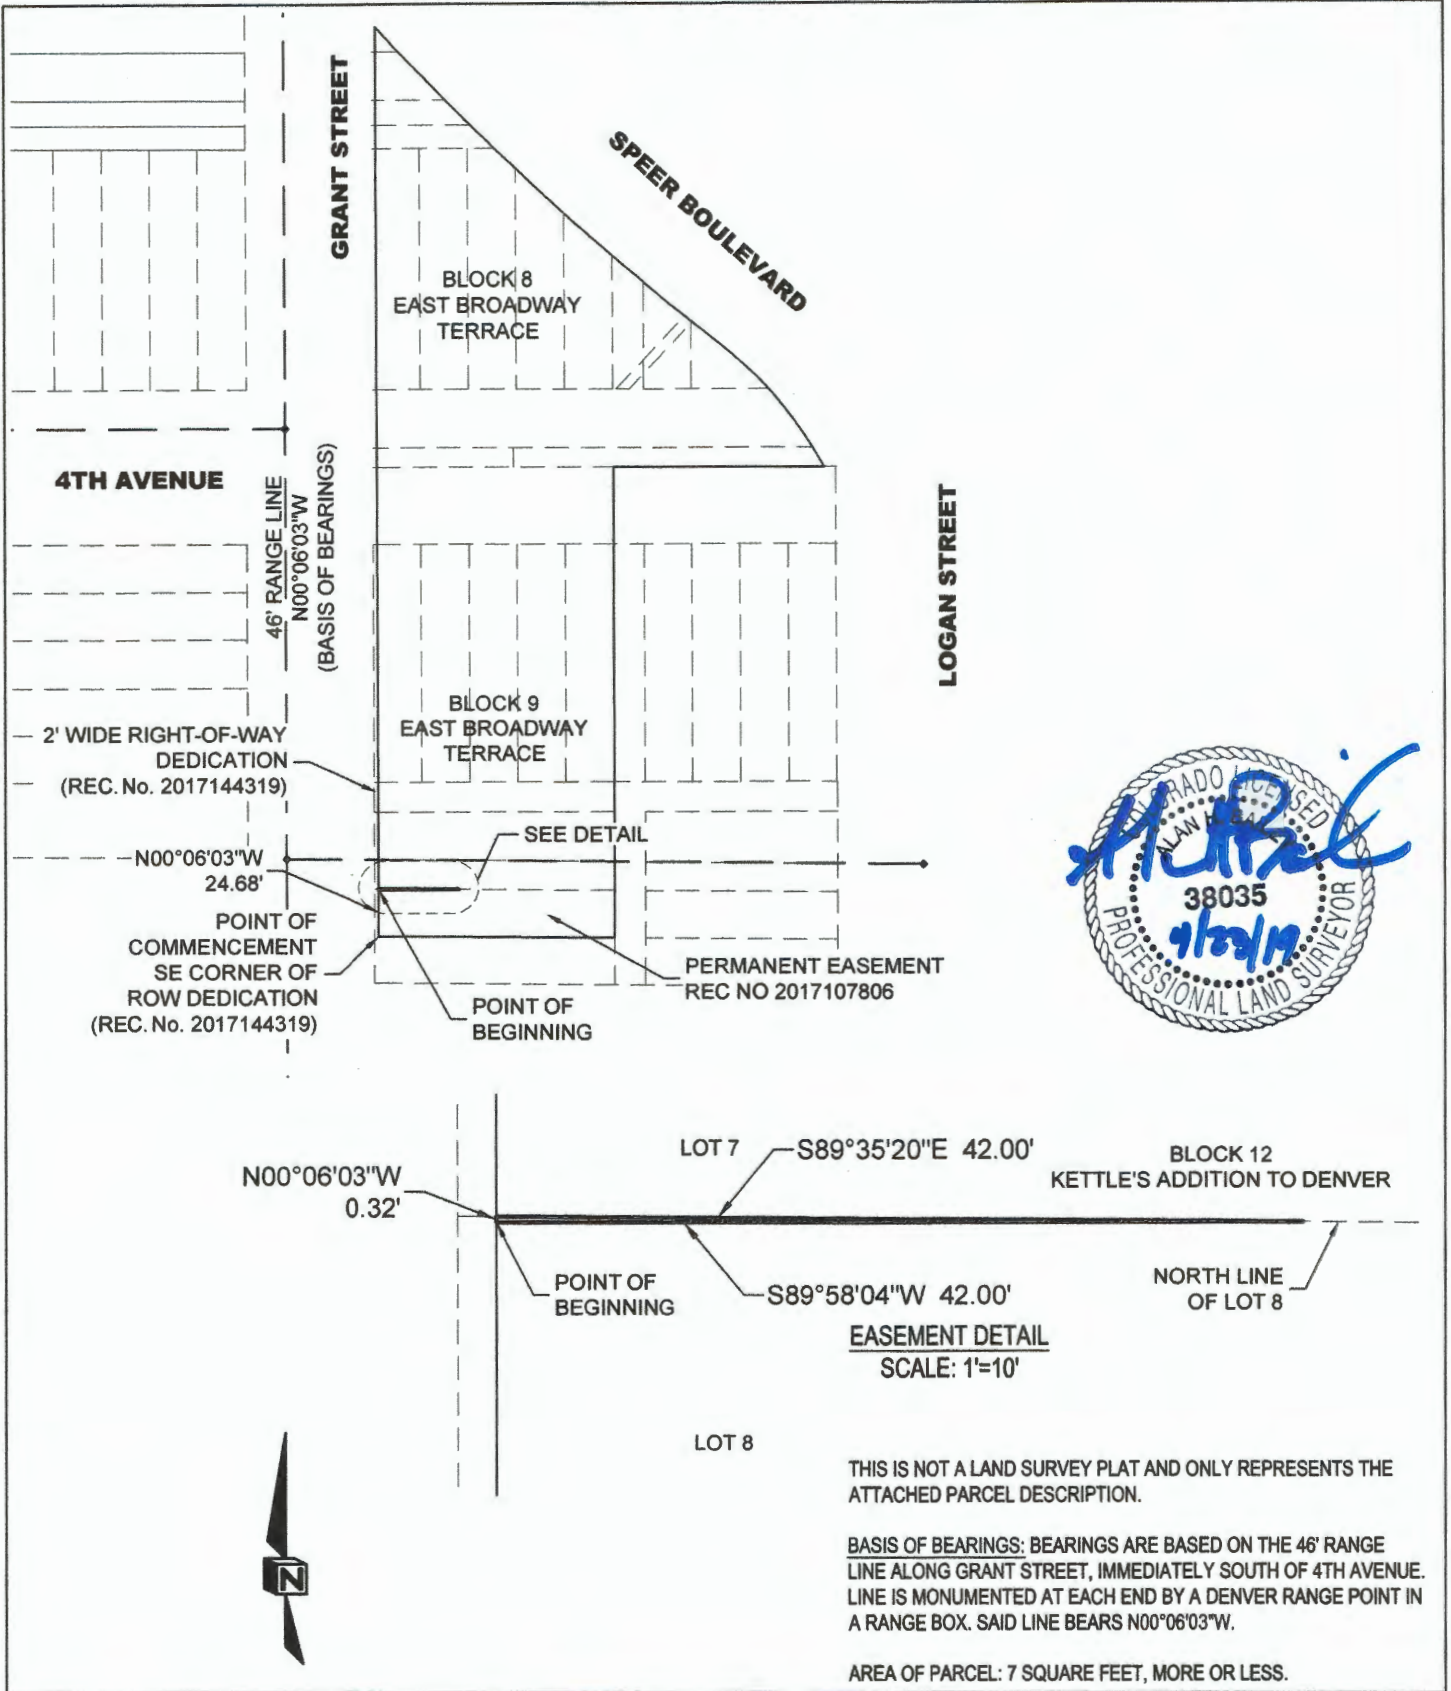 GRANT STREET
SPEER BOULEVARD
BLOCK 8
EAST BROADWAY
TERRACE
4TH AVENUE
46' RANGE LINE
N00°06'03"W
(BASIS OF BEARINGS)
LOGAN STREET
BLOCK 9
EAST BROADWAY
TERRACE
2' WIDE RIGHT-OF-WAY
DEDICATION
(REC. No. 2017144319)
SEE DETAIL
N00°06'03"W
24.68'
POINT OF
COMMENCEMENT
SE CORNER OF
ROW DEDICATION
(REC. No. 2017144319)
POINT OF
BEGINNING
PERMANENT EASEMENT
REC NO 2017107806
COLORADO LICENSED
ALAN H.
38035
PROFESSIONAL LAND SURVEYOR
LOT 7
S89°35'20"E 42.00'
BLOCK 12
KETTLE'S ADDITION TO DENVER
N00°06'03"W
0.32'
POINT OF
BEGINNING
S89°58'04"W 42.00'
NORTH LINE
OF LOT 8
EASEMENT DETAIL
SCALE: 1'=10'
LOT 8
N
THIS IS NOT A LAND SURVEY PLAT AND ONLY REPRESENTS THE
ATTACHED PARCEL DESCRIPTION.
BASIS OF BEARINGS: BEARINGS ARE BASED ON THE 46' RANGE
LINE ALONG GRANT STREET, IMMEDIATELY SOUTH OF 4TH AVENUE.
LINE IS MONUMENTED AT EACH END BY A DENVER RANGE POINT IN
A RANGE BOX. SAID LINE BEARS N00°06'03"W.
AREA OF PARCEL: 7 SQUARE FEET, MORE OR LESS.